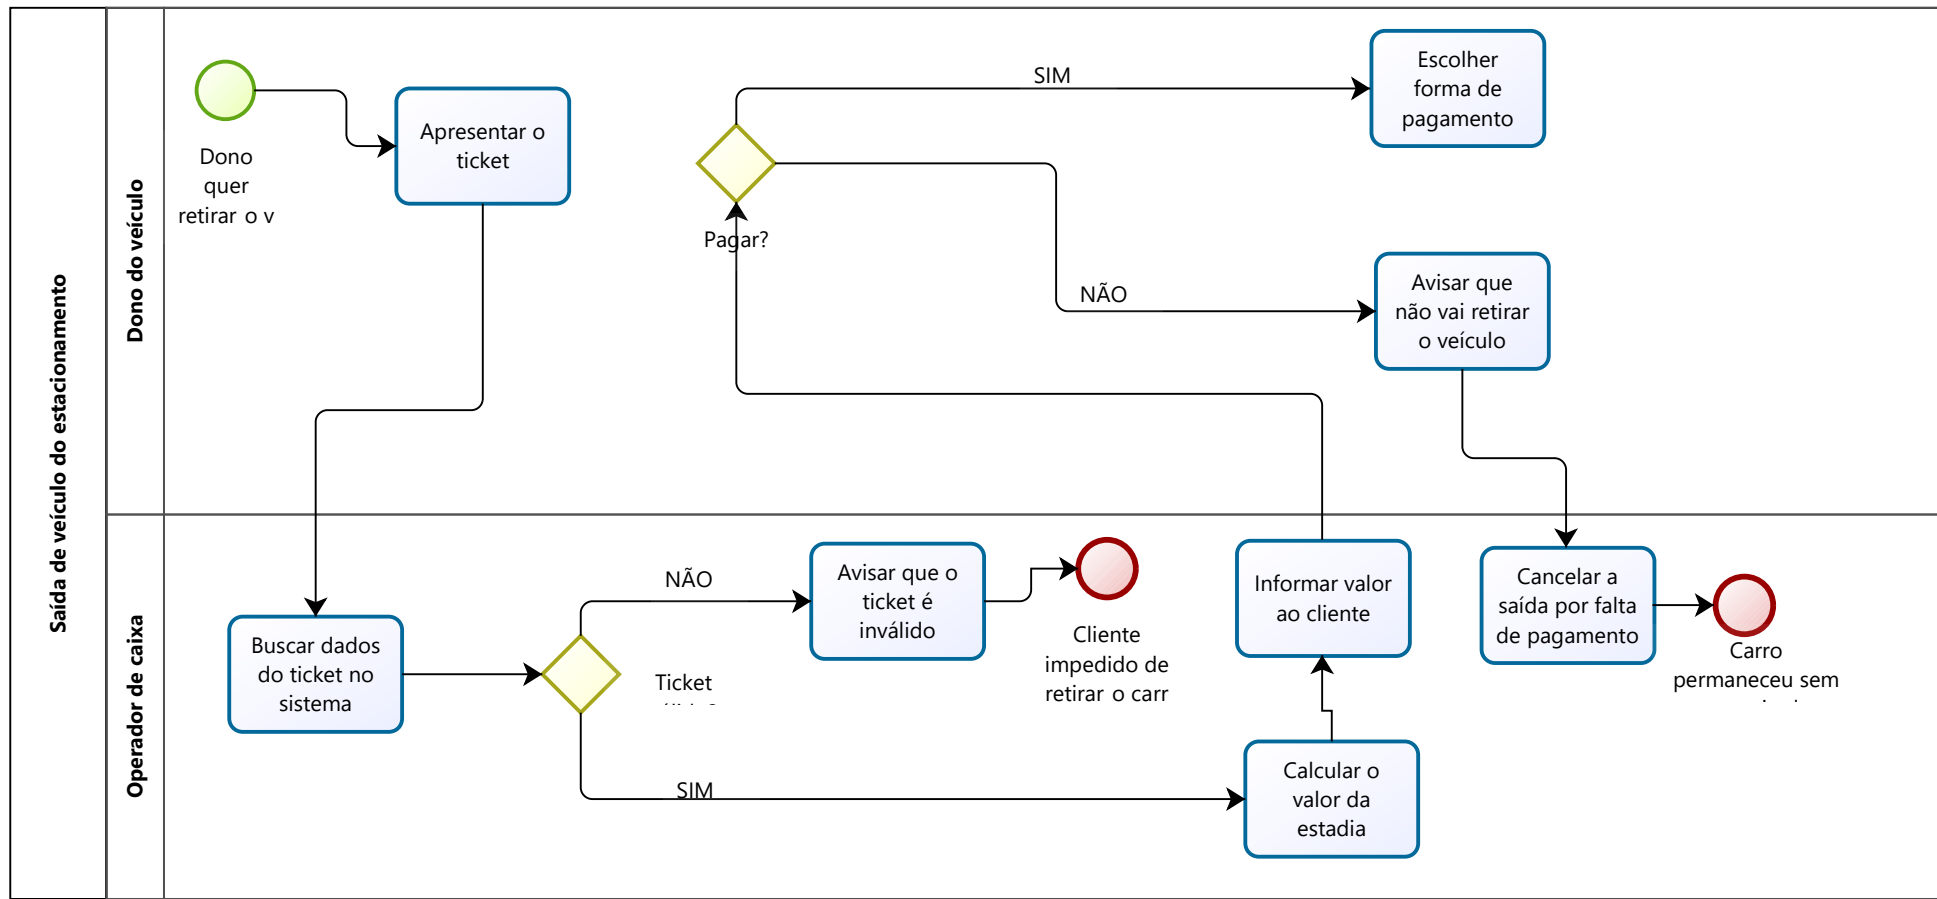 Saída de veículo do estacionamento
Dono do veículo
Dono
quer
retirar o v
Apresentar o
ticket
Pagar?
SIM
Escolher
forma de
pagamento
NÃO
Avisar que
não vai retirar
o veículo
Operador de caixa
Buscar dados
do ticket no
sistema
Ticket
NÃO
Avisar que o
ticket é
inválido
Cliente
impedido de
retirar o carr
SIM
Calcular o
valor da
estadia
Informar valor
ao cliente
Cancelar a
saída por falta
de pagamento
Carro
permaneceu sem